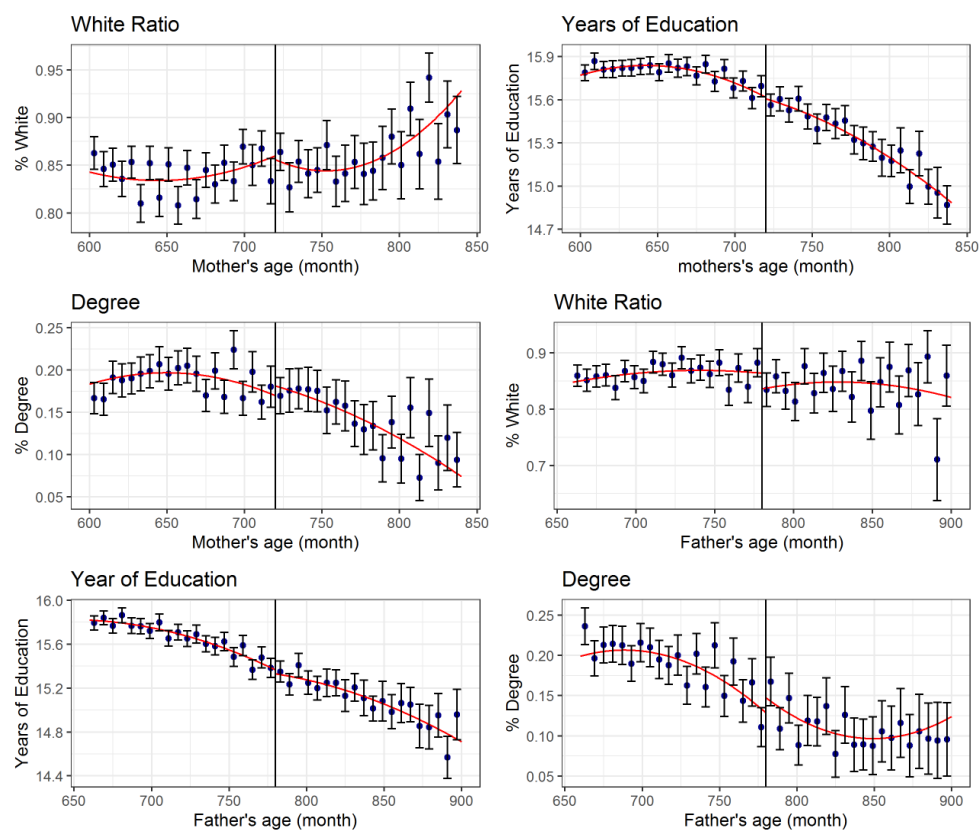 White Ratio
% White
0.95
0.90
0.85
0.80
600 650 700 750 800 850
Mother's age (month)
Years of Education
Years of Education
15.9
15.6
15.3
15.0
14.7
600 650 700 750 800 850
mothers's age (month)
Degree
% Degree
0.25
0.20
0.15
0.10
0.05
600 650 700 750 800 850
Mother's age (month)
White Ratio
% White
0.9
0.8
0.7
650 700 750 800 850 900
Father's age (month)
Year of Education
Years of Education
16.0
15.6
15.2
14.8
14.4
650 700 750 800 850 900
Father's age (month)
Degree
% Degree
0.25
0.20
0.15
0.10
0.05
650 700 750 800 850 900
Father's age (month)